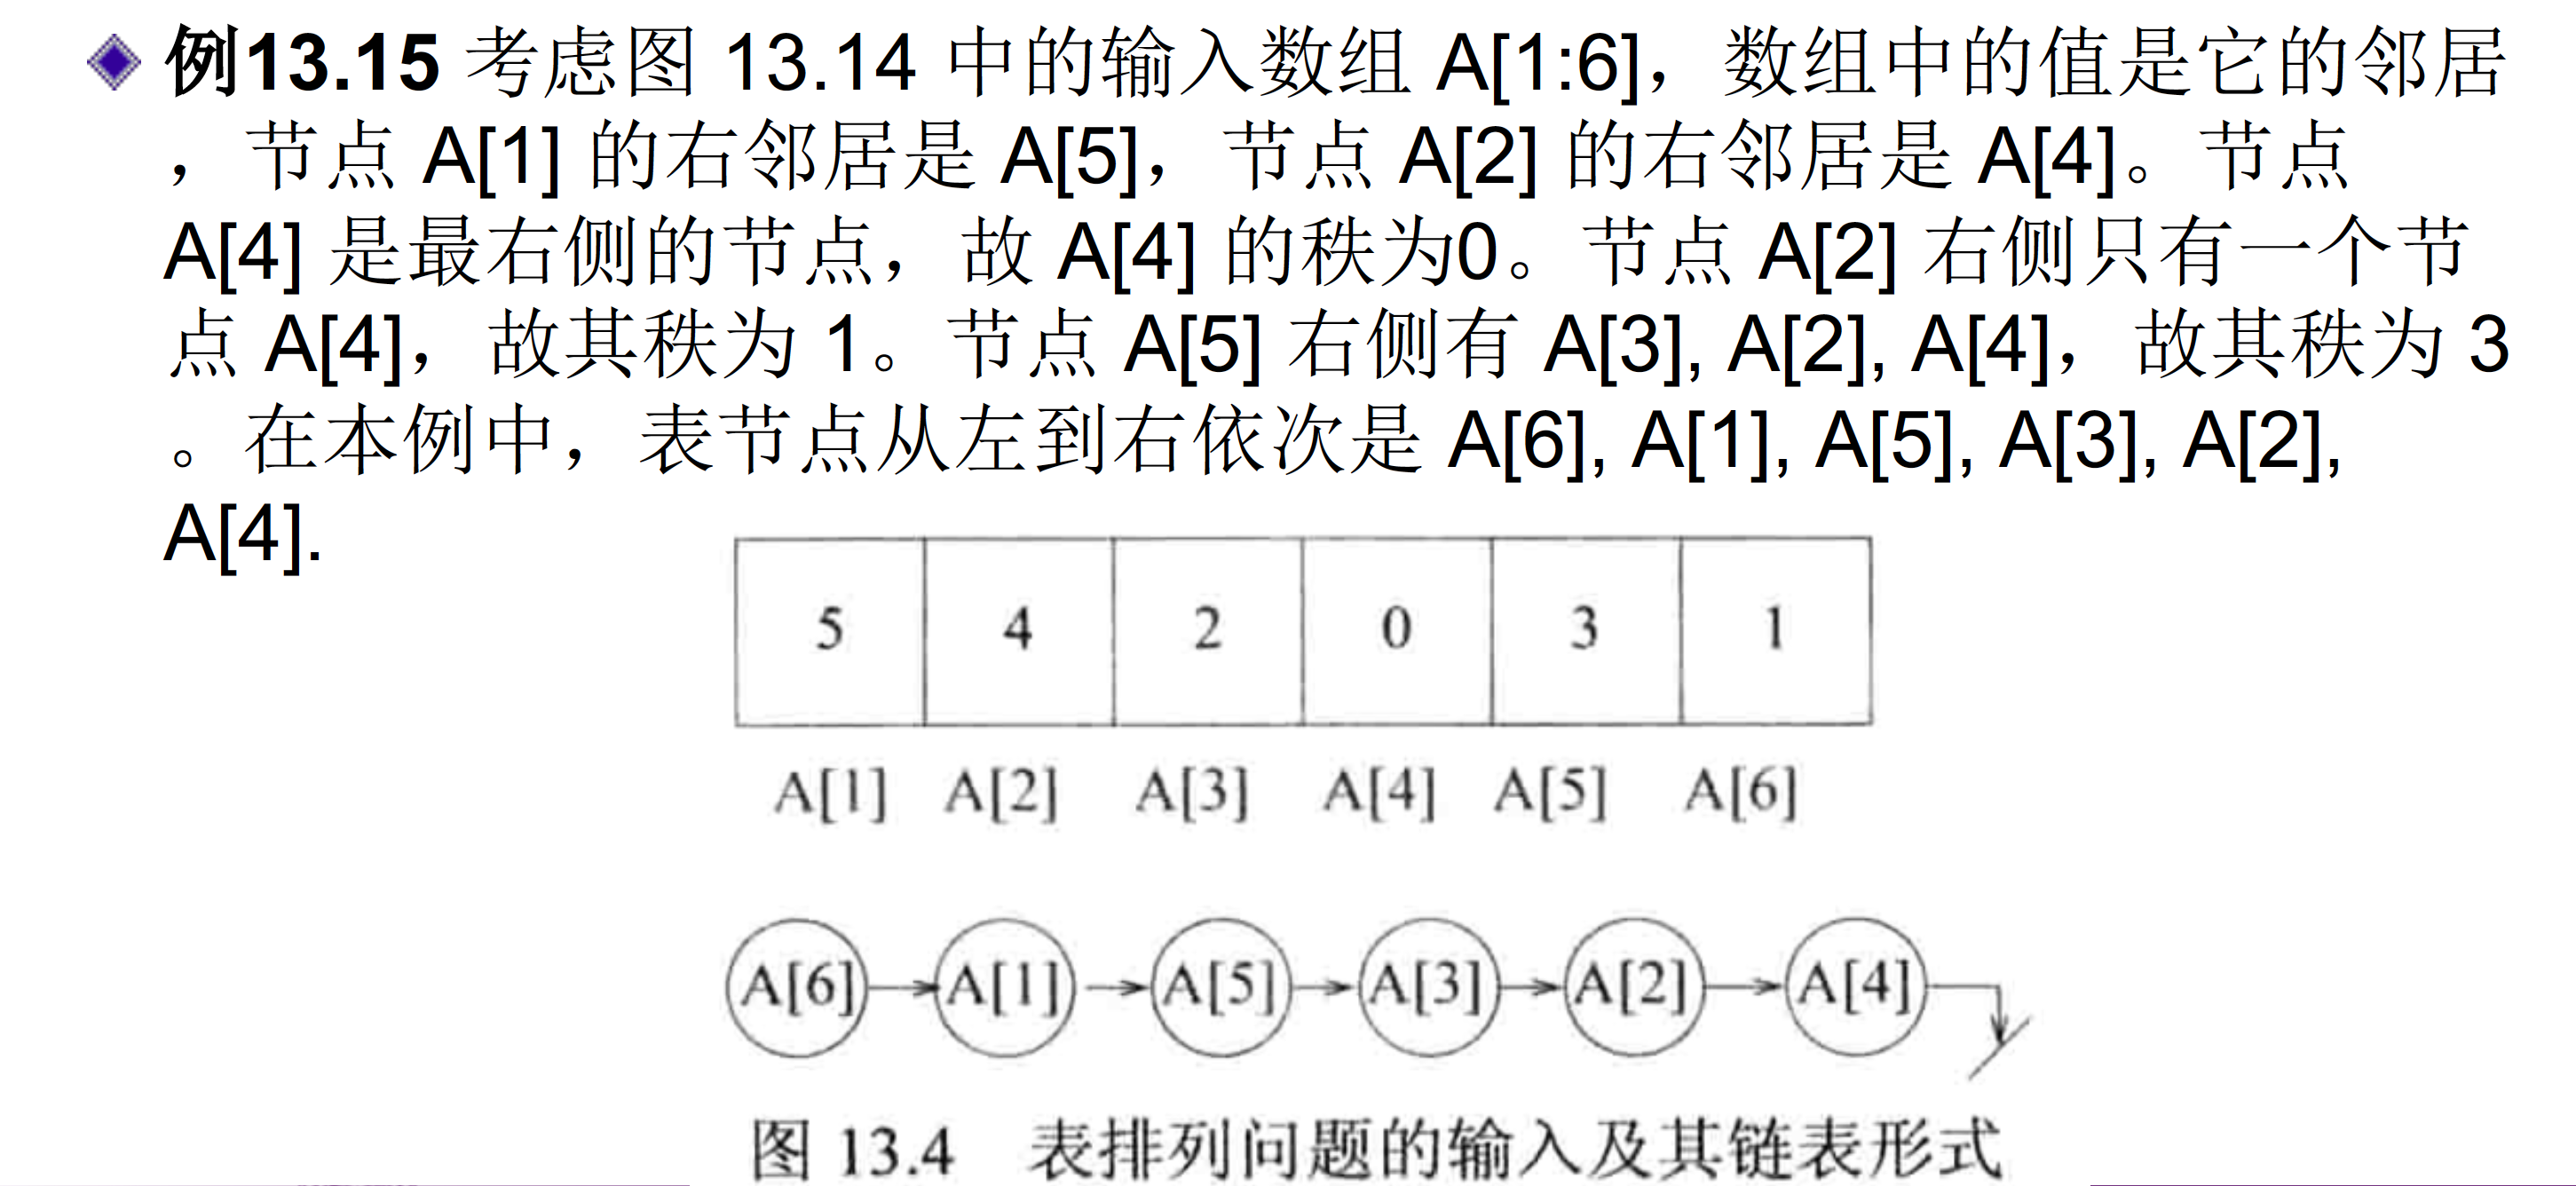 例13.15 考虑图 13.14 中的输入数组 A[1:6]，数组中的值是它的邻居
，节点 A[1] 的右邻居是 A[5]，节点 A[2] 的右邻居是 A[4]。节点
A[4] 是最右侧的节点，故 A[4] 的秩为0。节点 A[2] 右侧只有一个节
点 A[4]，故其秩为 1。节点 A[5] 右侧有 A[3], A[2], A[4]，故其秩为 3
。在本例中，表节点从左到右依次是 A[6], A[1], A[5], A[3], A[2],
A[4].
5 4 2 0 3 1
A[1] A[2] A[3] A[4] A[5] A[6]
A[6] A[1] A[5] A[3] A[2] A[4]
图 13.4 表排列问题的输入及其链表形式